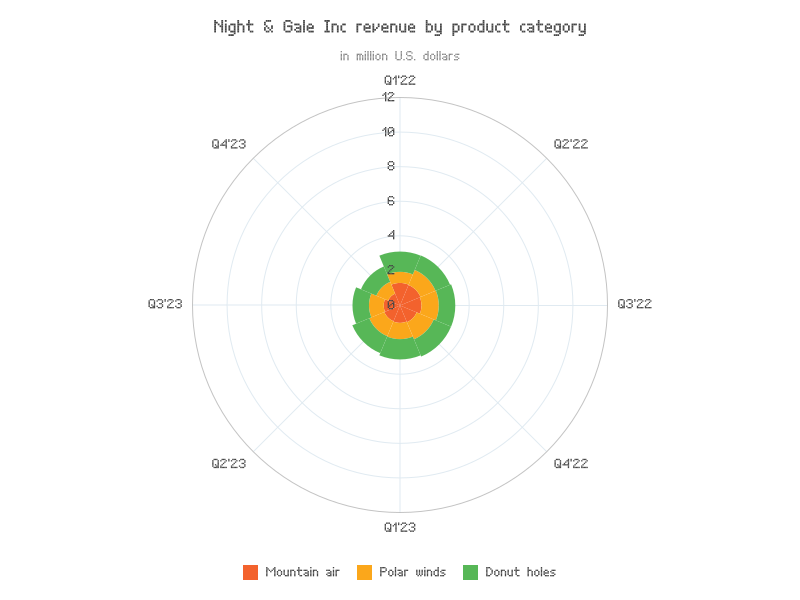 Night & Gale Inc revenue by product category
in million U.S. dollars
Q1'22
12
Q4'23
Q2'22
10
8
6
4
2
Q3'23
0
Q3'22
Q2'23
Q4'22
Q1'23
Mountain air Polar winds Donut holes